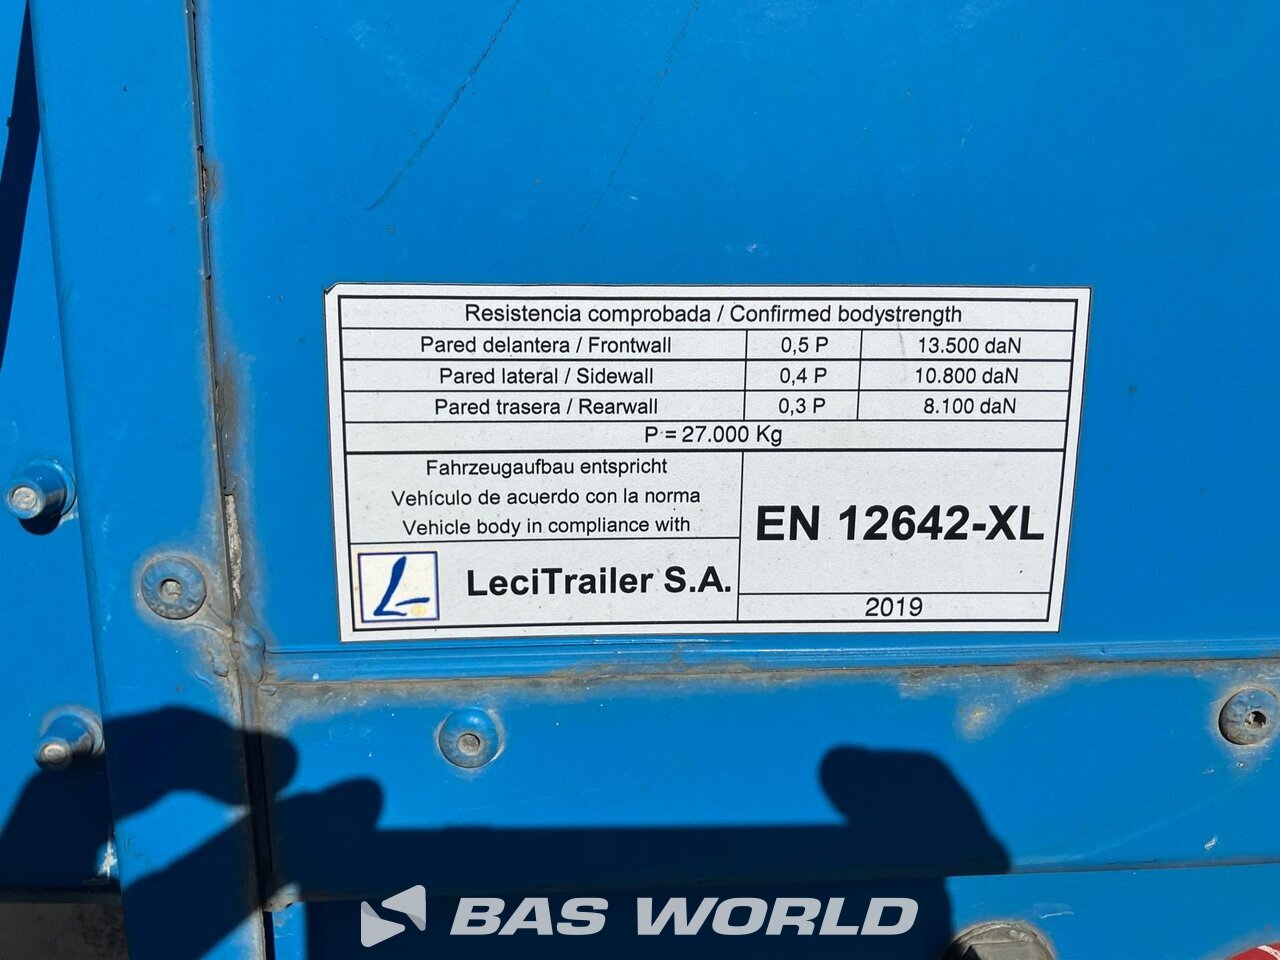 Resistencia comprobada / Confirmed bodystrength
Pared delantera / Frontwall 0,5 P 13.500 daN
Pared lateral / Sidewall 0,4 P 10.800 daN
Pared trasera / Rearwall 0,3 P 8.100 daN
P = 27.000 Kg
Fahrzeugaufbau entspricht
Vehículo de acuerdo con la norma
Vehicle body in compliance with
EN 12642-XL
LeciTrailer S.A.
2019
BAS WORLD